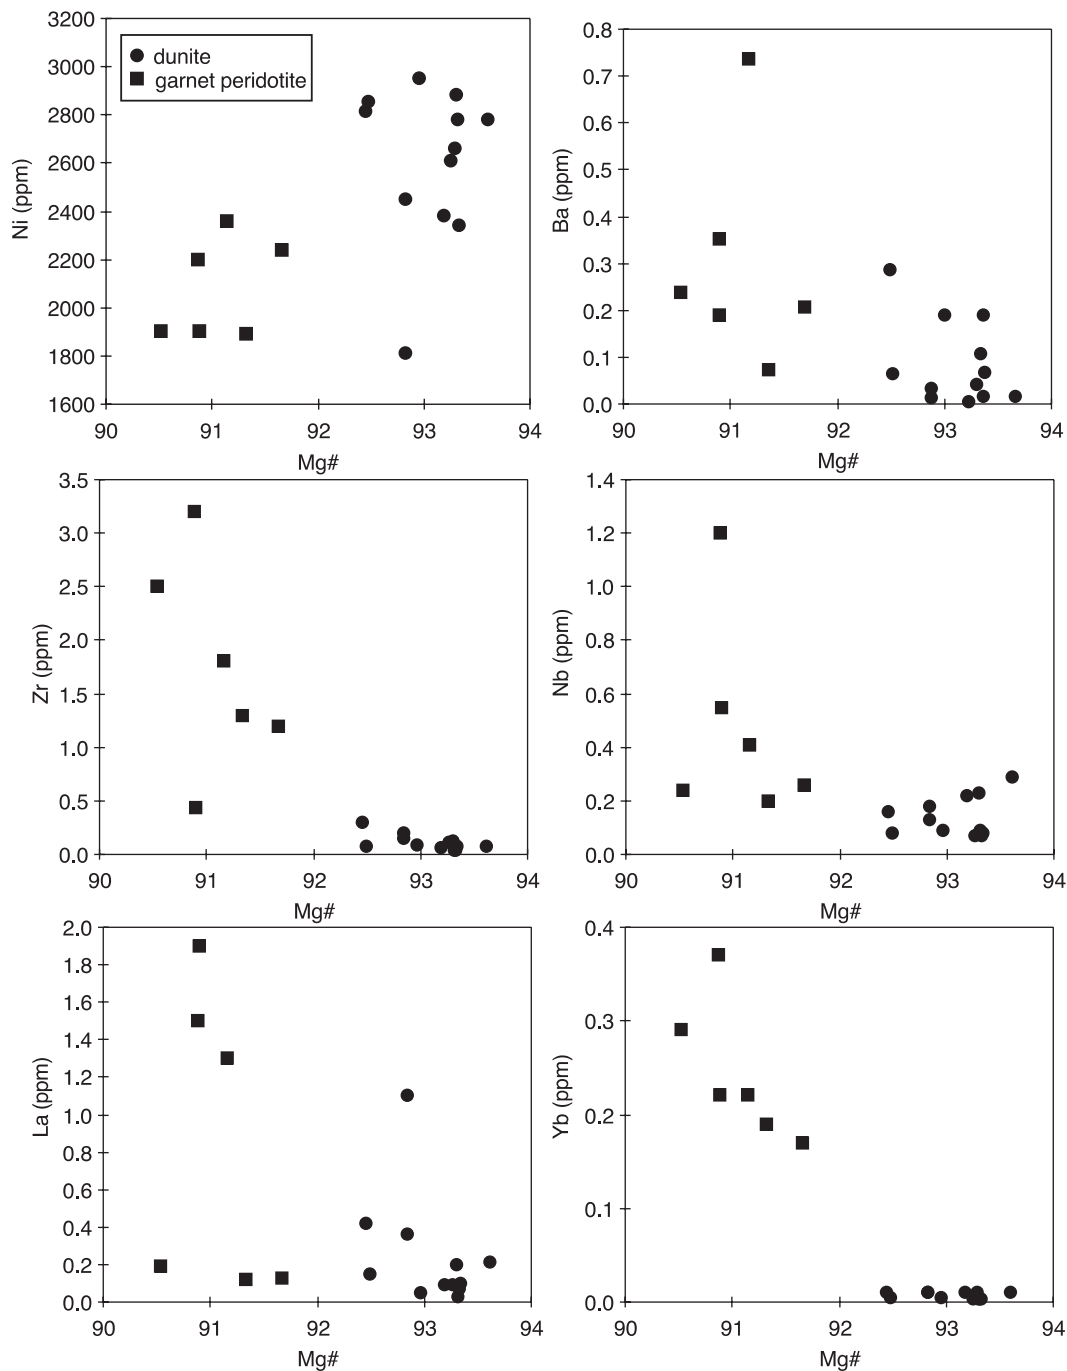 3200
3000
2800
2600
2400
2200
2000
1800
1600
Ni (ppm)
dunite
garnet peridotite
90 91 92 93 94
Mg#
0.8
0.7
0.6
0.5
0.4
0.3
0.2
0.1
0.0
Ba (ppm)
90 91 92 93 94
Mg#
3.5
3.0
2.5
2.0
1.5
1.0
0.5
0.0
Zr (ppm)
90 91 92 93 94
Mg#
1.4
1.2
1.0
0.8
0.6
0.4
0.2
0.0
Nb (ppm)
90 91 92 93 94
Mg#
2.0
1.8
1.6
1.4
1.2
1.0
0.8
0.6
0.4
0.2
0.0
La (ppm)
90 91 92 93 94
Mg#
0.4
0.3
0.2
0.1
0.0
Yb (ppm)
90 91 92 93 94
Mg#